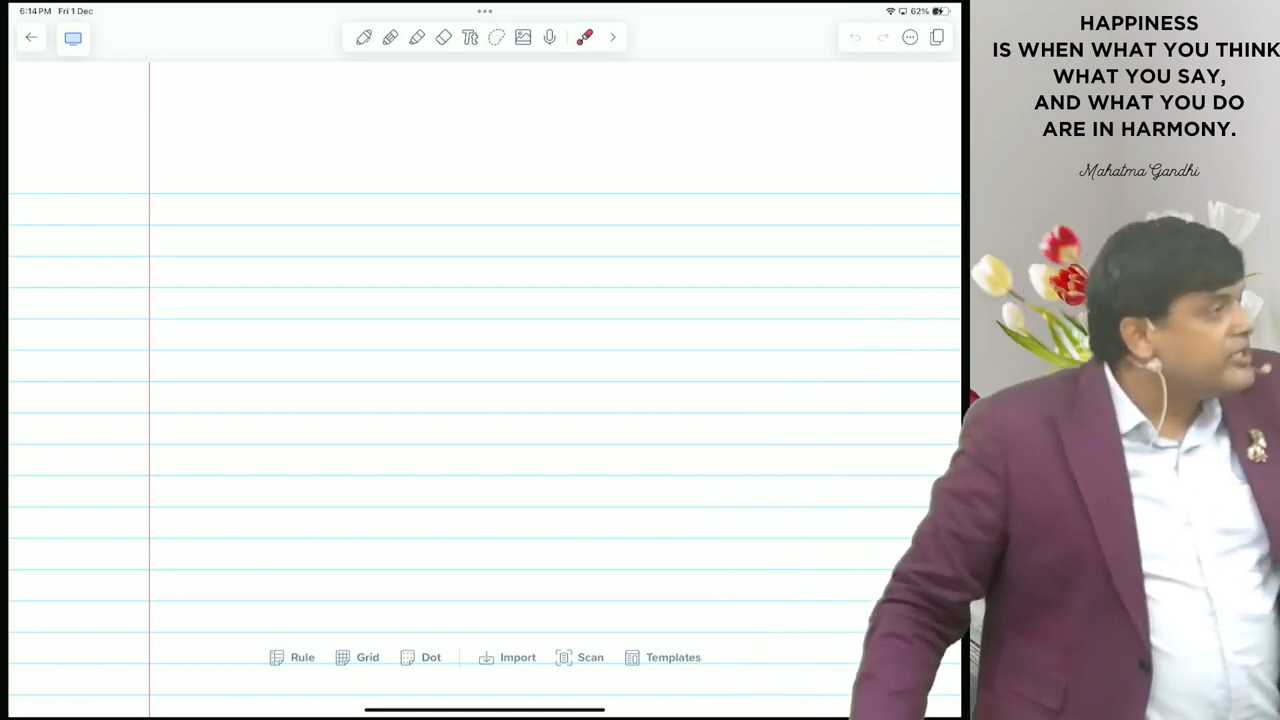 6:14 PM Fri 1 Dec
62%
Tt
HAPPINESS
IS WHEN WHAT YOU THINK
WHAT YOU SAY,
AND WHAT YOU DO
ARE IN HARMONY.
Mahatma Gandhi
Rule Grid Dot Import Scan Templates